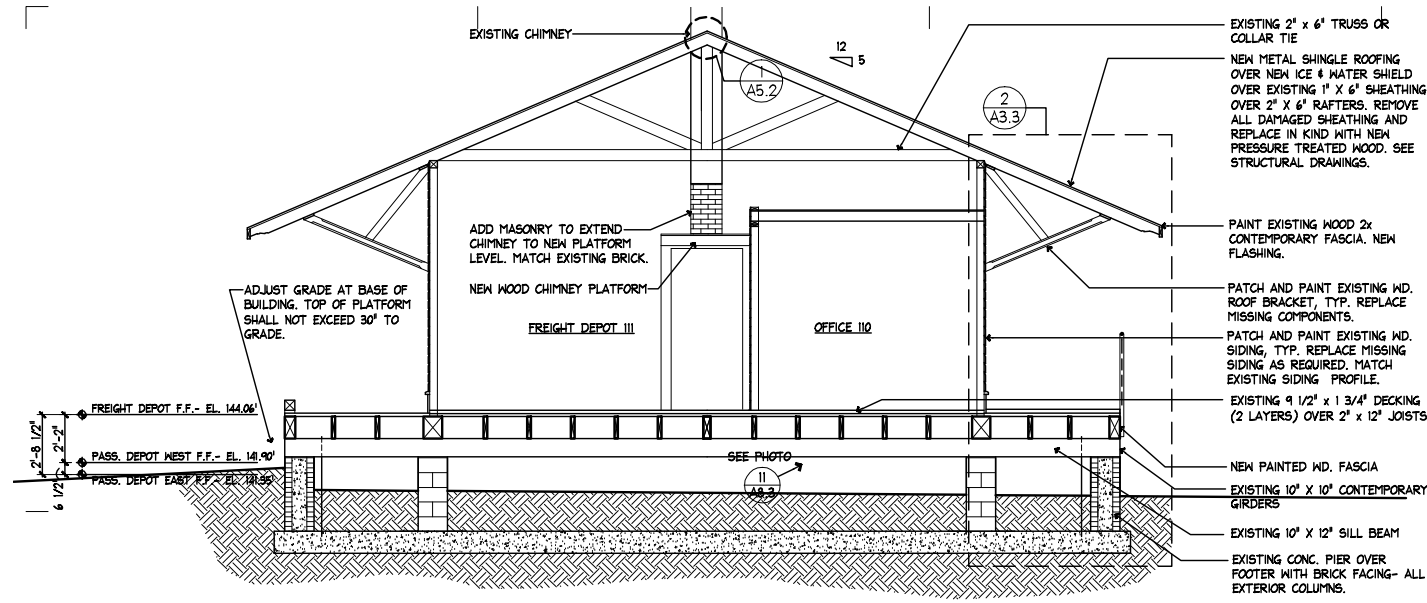 EXISTING CHIMNEY
12
5
1
A5.2
2
A3.3
EXISTING 2" x 6" TRUSS OR
COLLAR TIE
NEW METAL SHINGLE ROOFING
OVER NEW ICE & WATER SHIELD
OVER EXISTING 1" X 6" SHEATHING
OVER 2" X 6" RAFTERS. REMOVE
ALL DAMAGED SHEATHING AND
REPLACE IN KIND WITH NEW
PRESSURE TREATED WOOD. SEE
STRUCTURAL DRAWINGS.
ADD MASONRY TO EXTEND
CHIMNEY TO NEW PLATFORM
LEVEL. MATCH EXISTING BRICK.
NEW WOOD CHIMNEY PLATFORM
FREIGHT DEPOT 111
OFFICE 110
ADJUST GRADE AT BASE OF
BUILDING. TOP OF PLATFORM
SHALL NOT EXCEED 30" TO
GRADE.
PAINT EXISTING WOOD 2x
CONTEMPORARY FASCIA. NEW
FLASHING.
PATCH AND PAINT EXISTING WD.
ROOF BRACKET, TYP. REPLACE
MISSING COMPONENTS.
PATCH AND PAINT EXISTING WD.
SIDING, TYP. REPLACE MISSING
SIDING AS REQUIRED. MATCH
EXISTING SIDING PROFILE.
EXISTING 9 1/2" x 1 3/4" DECKING
(2 LAYERS) OVER 2" x 12" JOISTS
FREIGHT DEPOT F.F.- EL. 144.06'
PASS. DEPOT WEST F.F.- EL. 141.90'
PASS. DEPOT EAST F.F.- EL.
2'-8 1/2"
2'-2"
6 1/2"
SEE PHOTO
11
A8.3
NEW PAINTED WD. FASCIA
EXISTING 10" X 10" CONTEMPORARY
GIRDERS
EXISTING 10" X 12" SILL BEAM
EXISTING CONC. PIER OVER
FOOTER WITH BRICK FACING- ALL
EXTERIOR COLUMNS.